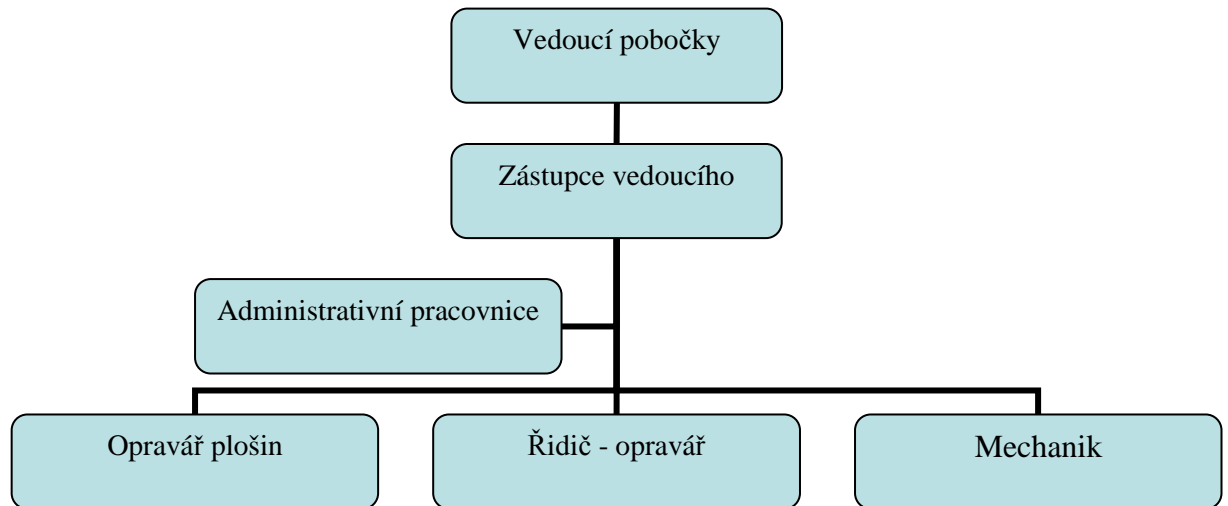 Vedoucí pobočky
Zástupce vedoucího
Administrativní pracovnice
Opravář plošin
Řidič - opravář
Mechanik